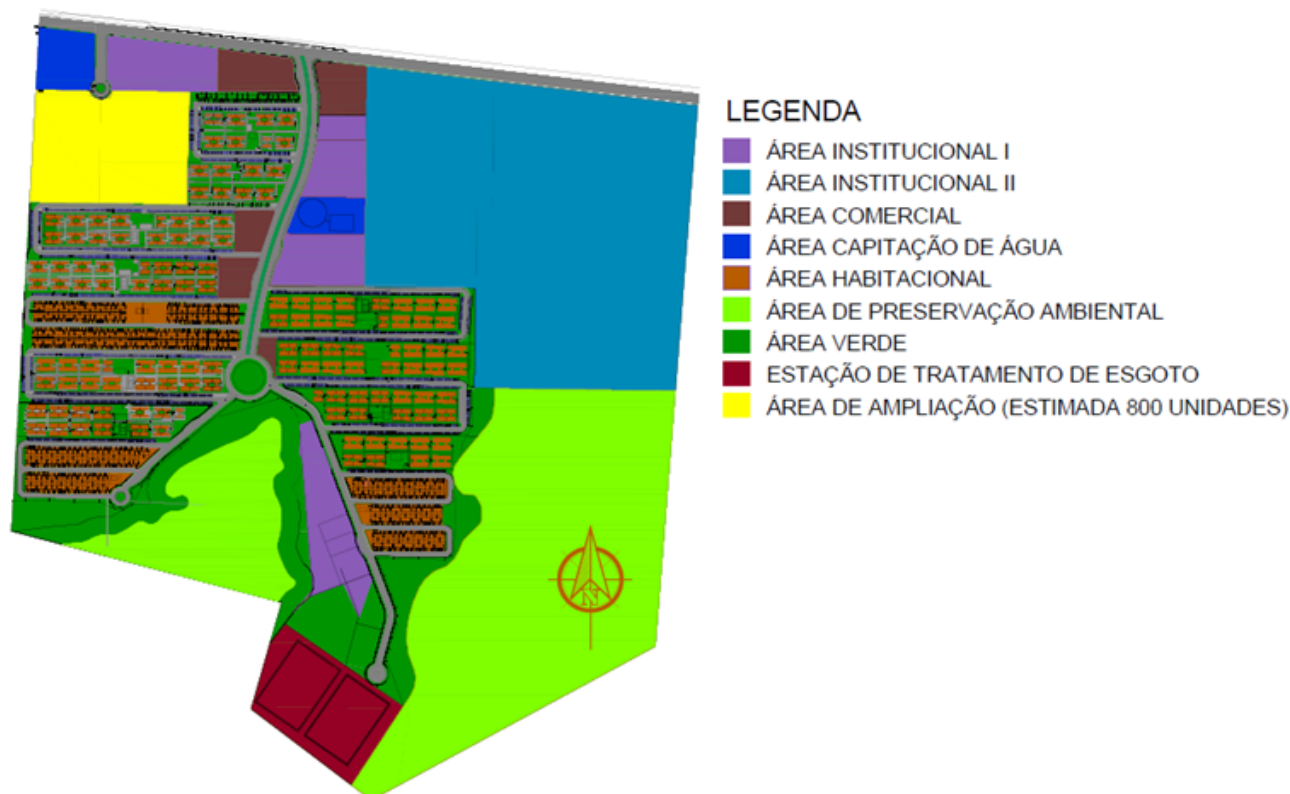 LEGENDA
ÁREA INSTITUCIONAL I
ÁREA INSTITUCIONAL II
ÁREA COMERCIAL
ÁREA CAPITAÇÃO DE ÁGUA
ÁREA HABITACIONAL
ÁREA DE PRESERVAÇÃO AMBIENTAL
ÁREA VERDE
ESTAÇÃO DE TRATAMENTO DE ESGOTO
ÁREA DE AMPLIAÇÃO (ESTIMADA 800 UNIDADES)
N